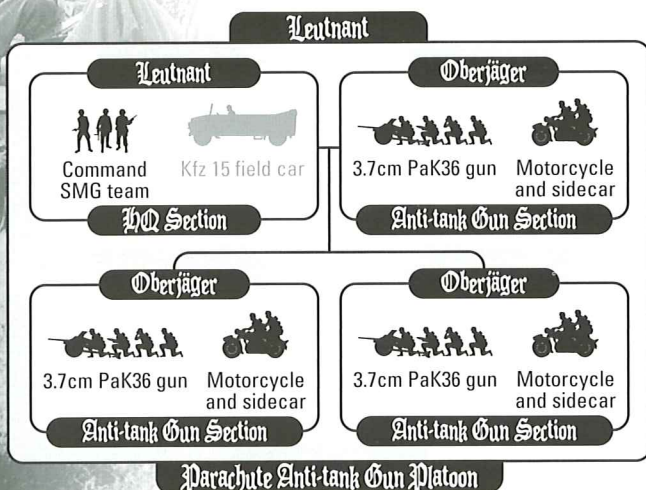 Leutnant
Leutnant
Command
SMG team
Kfz 15 field car
HQ Section
Oberjäger
3.7cm PaK36 gun
Motorcycle
and sidecar
Anti-tank Gun Section
Oberjäger
3.7cm PaK36 gun
Motorcycle
and sidecar
Anti-tank Gun Section
Oberjäger
3.7cm PaK36 gun
Motorcycle
and sidecar
Anti-tank Gun Section
Parachute Anti-tank Gun Platoon